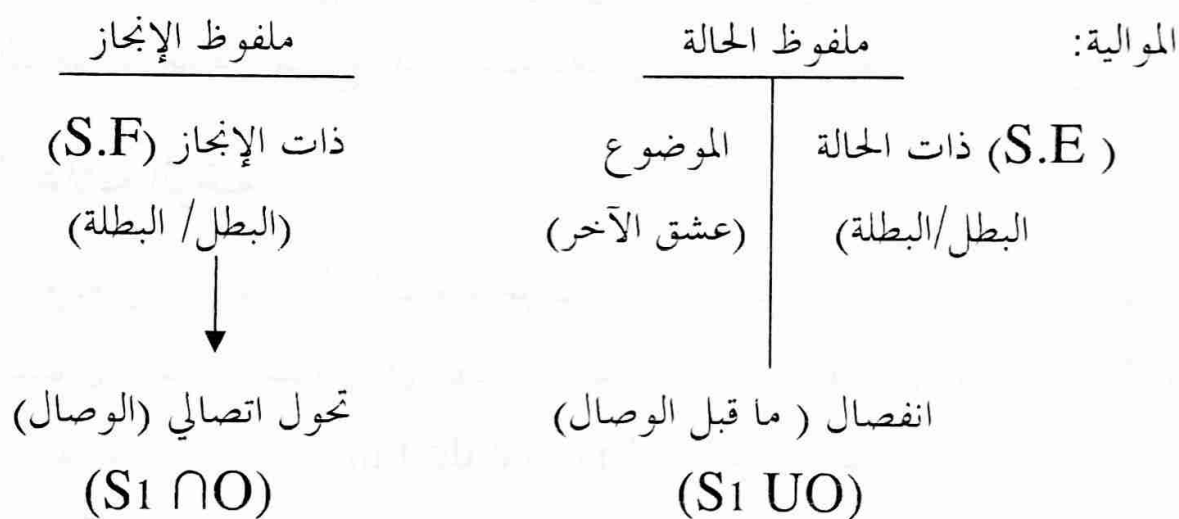 الموالية: ملفوظ الحالة ملفوظ الإنجاز
( S.E) ذات الحالة الموضوع ذات الإنجاز (S.F)
البطل/البطلة) (عشق الآخر) (البطل/ البطلة)
انفصال ( ما قبل الوصال) تحول اتصالي (الوصال)
(S1 UO) (S1 ∩O)